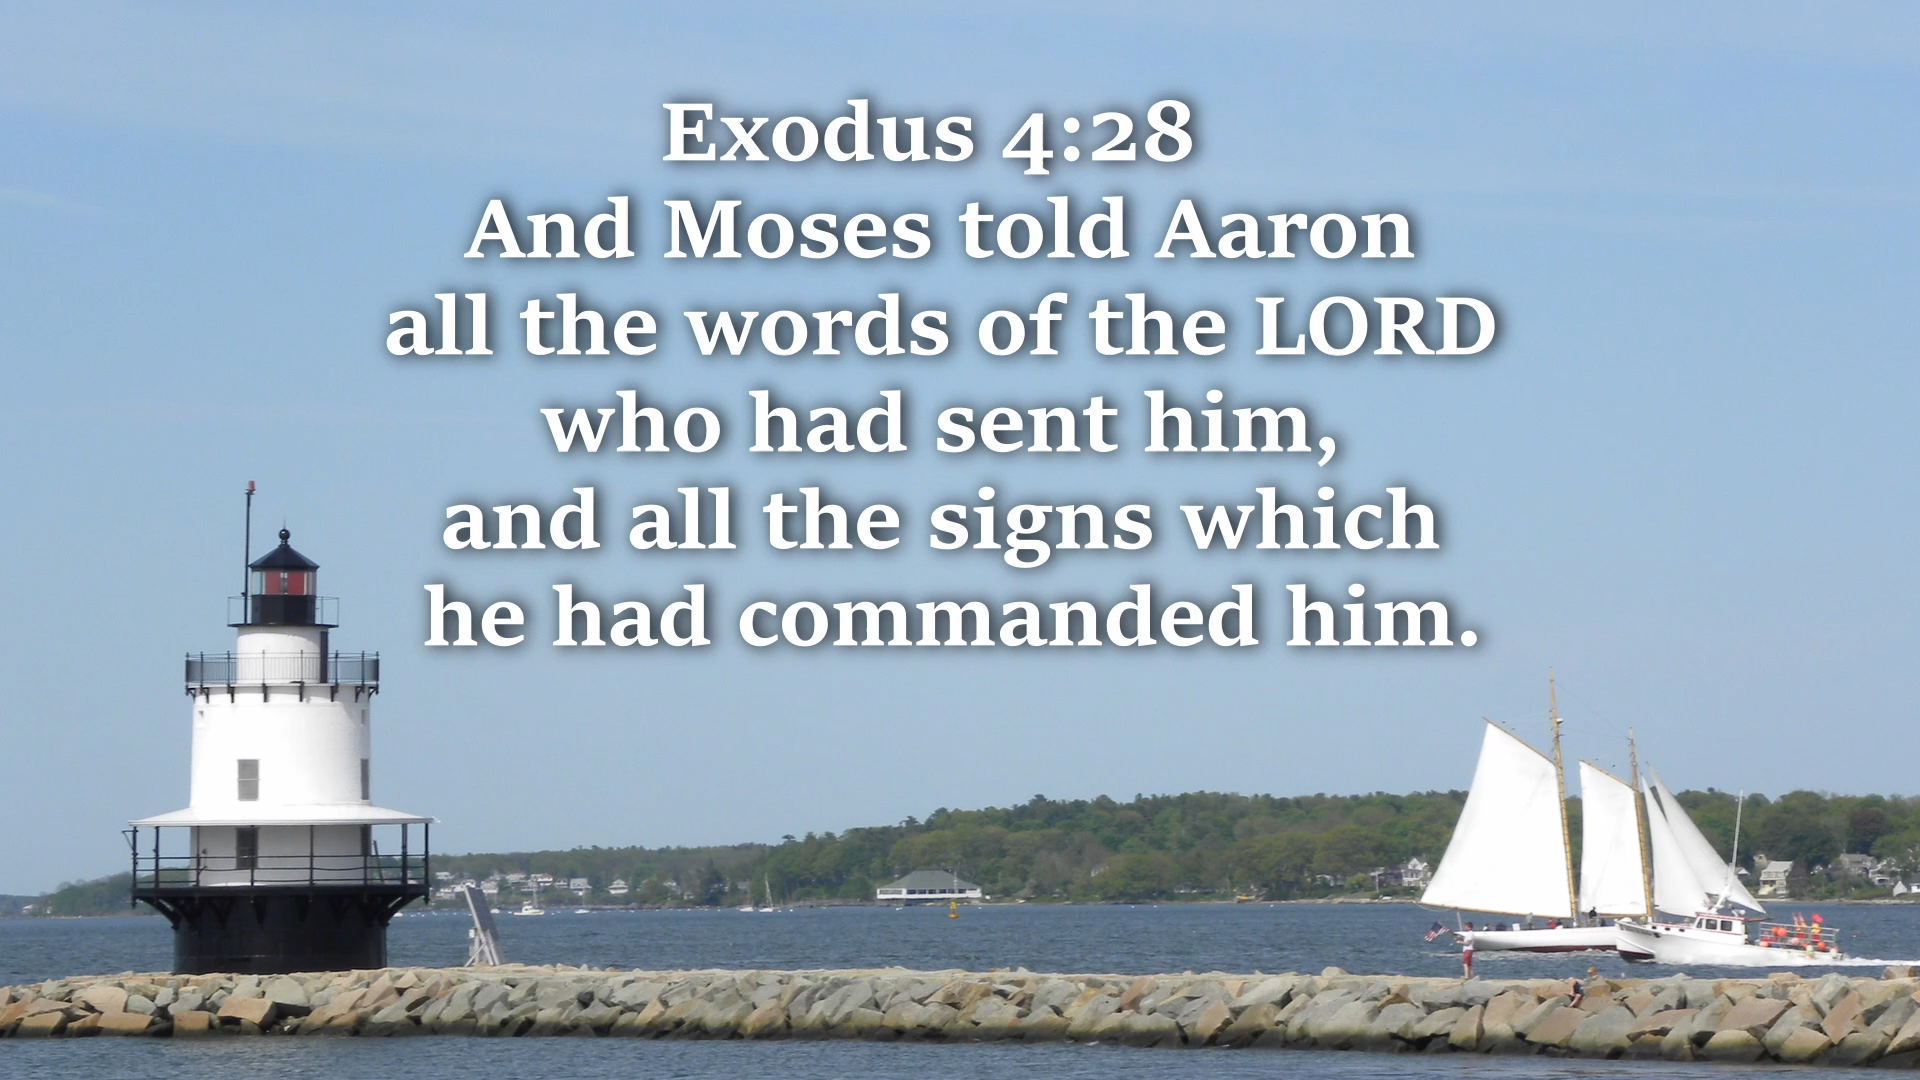 Exodus 4:28
And Moses told Aaron
all the words of the LORD
who had sent him,
and all the signs which
he had commanded him.